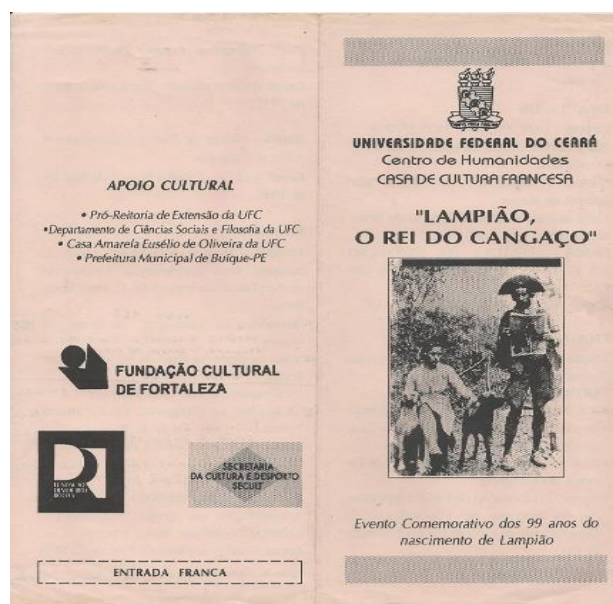 APOIO CULTURAL
• Pró-Reitoria de Extensão da UFC
•Departamento de Ciências Sociais e Filosofia da UFC
• Casa Amarela Eusélio de Oliveira da UFC
• Prefeitura Municipal de Buíque-PE
FUNDAÇÃO CULTURAL
DE FORTALEZA
FUNDAÇÃO
DEMÓCRITO
ROCHA
SECRETARIA
DA CULTURA E DESPORTO
SECULT
ENTRADA FRANCA
UNIVERSIDADE FEDERAL DO CEARÁ
Centro de Humanidades
CASA DE CULTURA FRANCESA
"LAMPIÃO,
O REI DO CANGAÇO"
Evento Comemorativo dos 99 anos do
nascimento de Lampião